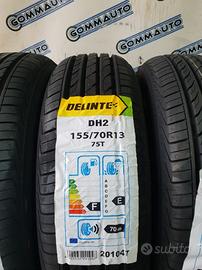 GOMMAUTO
GOMMAUTO
DELINTE
DH2
155/70R13
75T
A
B
C
D
E
F
G
F
E
70
subito